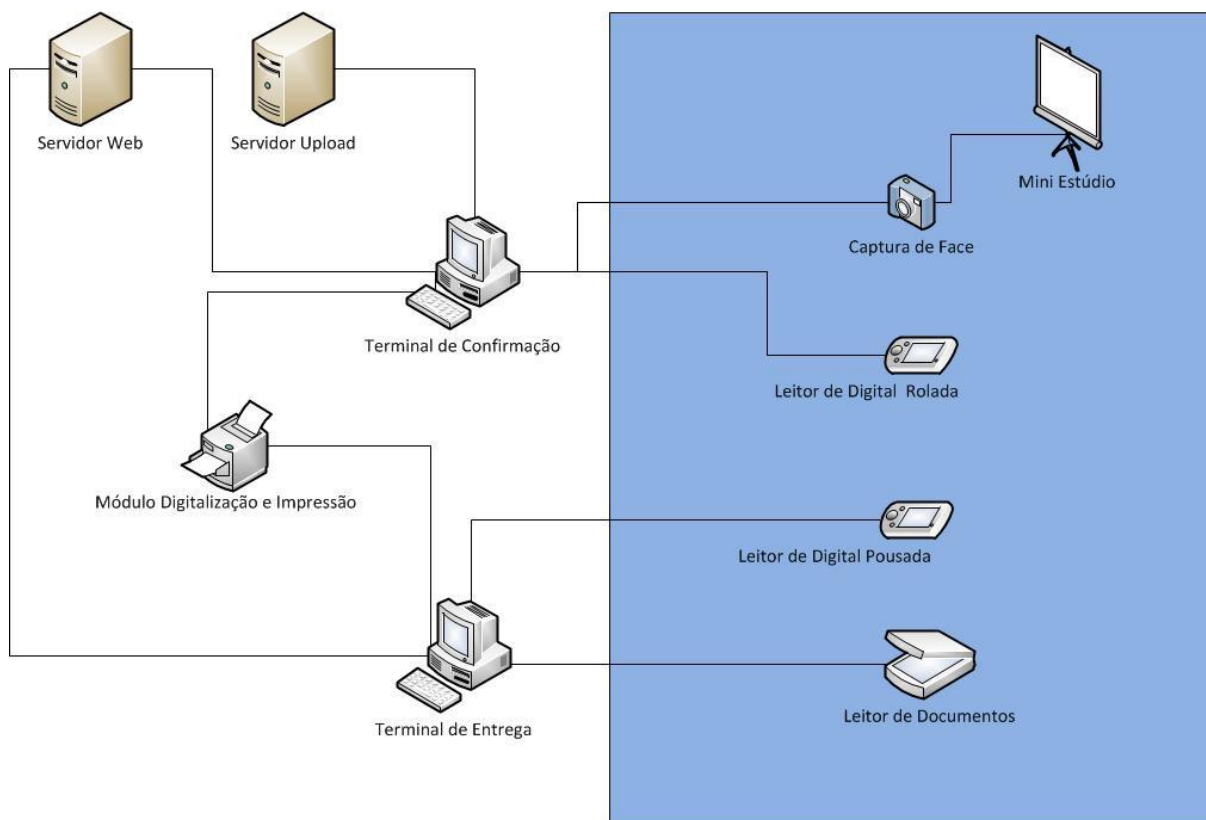 Servidor Web
Servidor Upload
Mini Estúdio
Captura de Face
Terminal de Confirmação
Leitor de Digital  Rolada
Módulo Digitalização e Impressão
Leitor de Digital Pousada
Leitor de Documentos
Terminal de Entrega